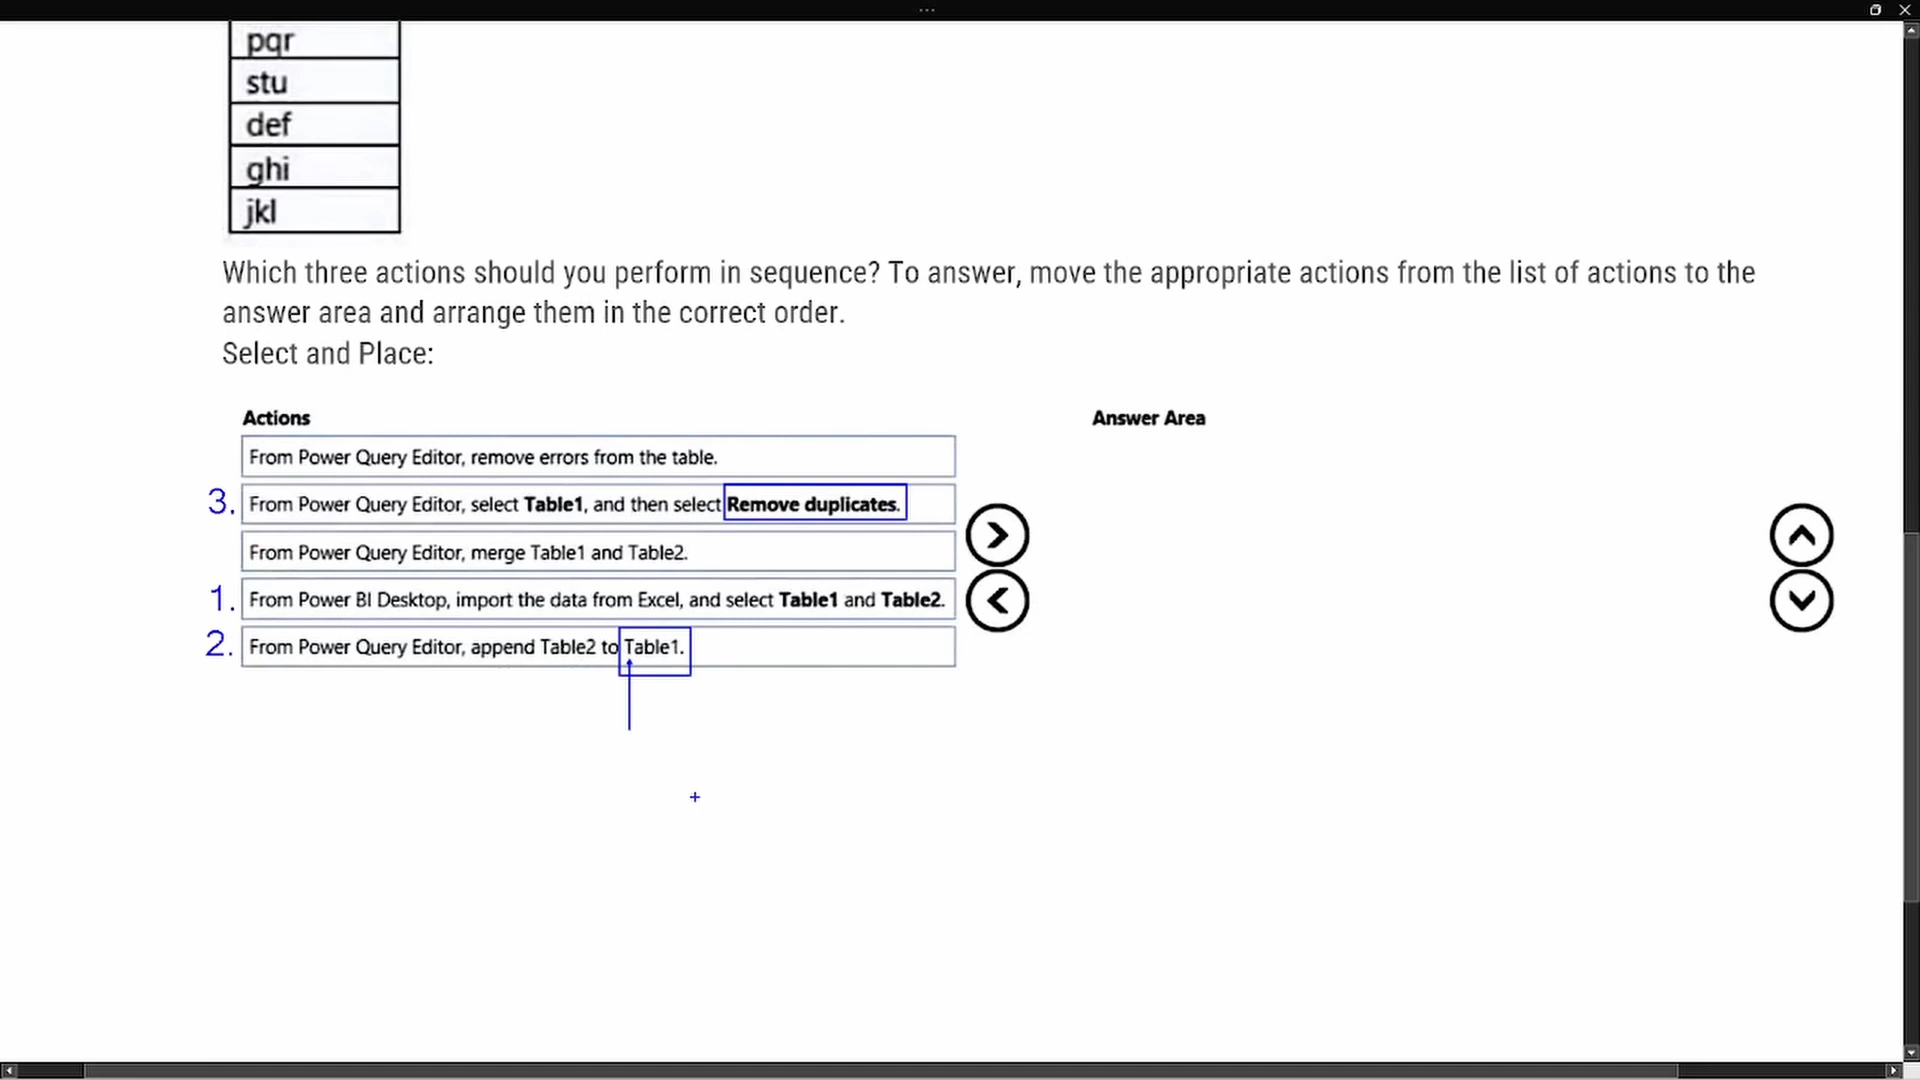 pqr
stu
def
ghi
jkl
Which three actions should you perform in sequence? To answer, move the appropriate actions from the list of actions to the
answer area and arrange them in the correct order.
Select and Place:
Actions
Answer Area
From Power Query Editor, remove errors from the table.
3. From Power Query Editor, select Table1, and then select Remove duplicates.
From Power Query Editor, merge Table1 and Table2.
1. From Power BI Desktop, import the data from Excel, and select Table1 and Table2.
2. From Power Query Editor, append Table2 to Table1.